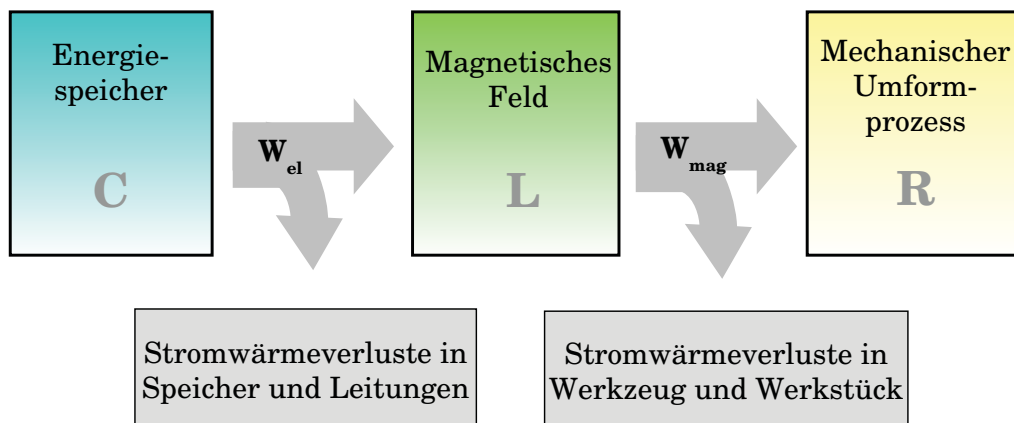 Energie-
speicher
C
W_el
Magnetisches
Feld
L
W_mag
Mechanischer
Umform-
prozess
R
Stromwärmeverluste in
Speicher und Leitungen
Stromwärmeverluste in
Werkzeug und Werkstück